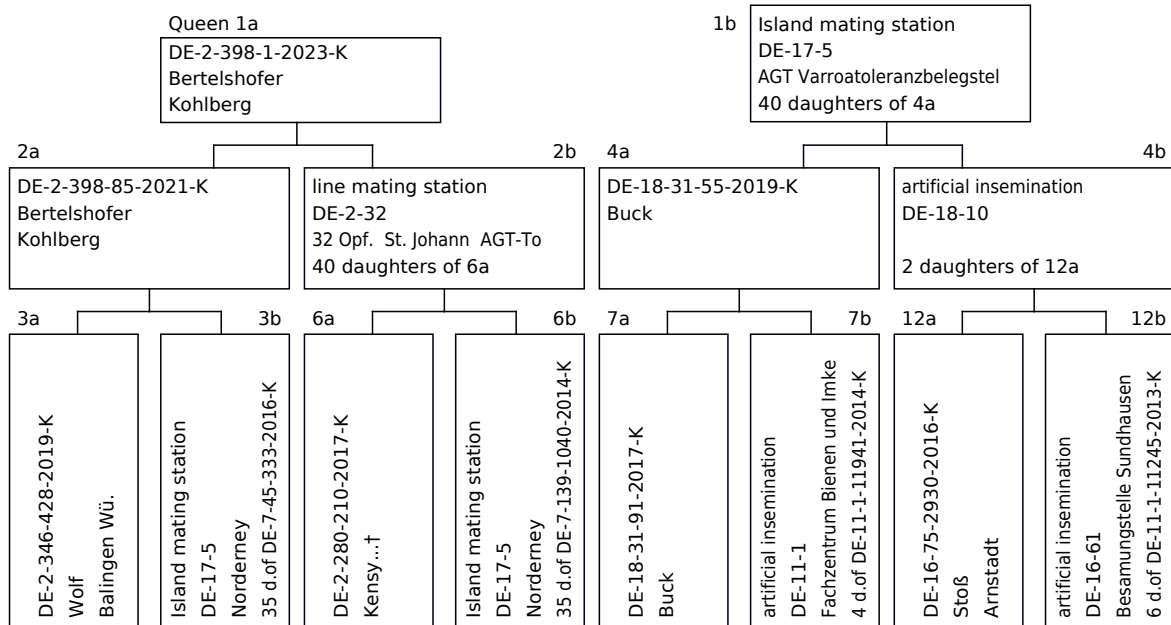 Queen 1a
DE-2-398-1-2023-K
Bertelshofer
Kohlberg
1b
Island mating station
DE-17-5
AGT Varroatoleranzbelegstel
40 daughters of 4a
2a
DE-2-398-85-2021-K
Bertelshofer
Kohlberg
2b
line mating station
DE-2-32
32 Opf. St. Johann AGT-To
40 daughters of 6a
4a
DE-18-31-55-2019-K
Buck
4b
artificial insemination
DE-18-10
2 daughters of 12a
3a
DE-2-346-428-2019-K
Wolf
Balingen Wü.
3b
Island mating station
DE-17-5
Norderney
35 d.of DE-7-45-333-2016-K
6a
DE-2-280-210-2017-K
Kensy...†
6b
Island mating station
DE-17-5
Norderney
35 d.of DE-7-139-1040-2014-K
7a
DE-18-31-91-2017-K
Buck
7b
artificial insemination
DE-11-1
Fachzentrum Bienen und Imke
4 d.of DE-11-1-11941-2014-K
12a
DE-16-75-2930-2016-K
Stoß
Arnstadt
12b
artificial insemination
DE-16-61
Besamungstelle Sundhausen
6 d.of DE-11-1-11245-2013-K